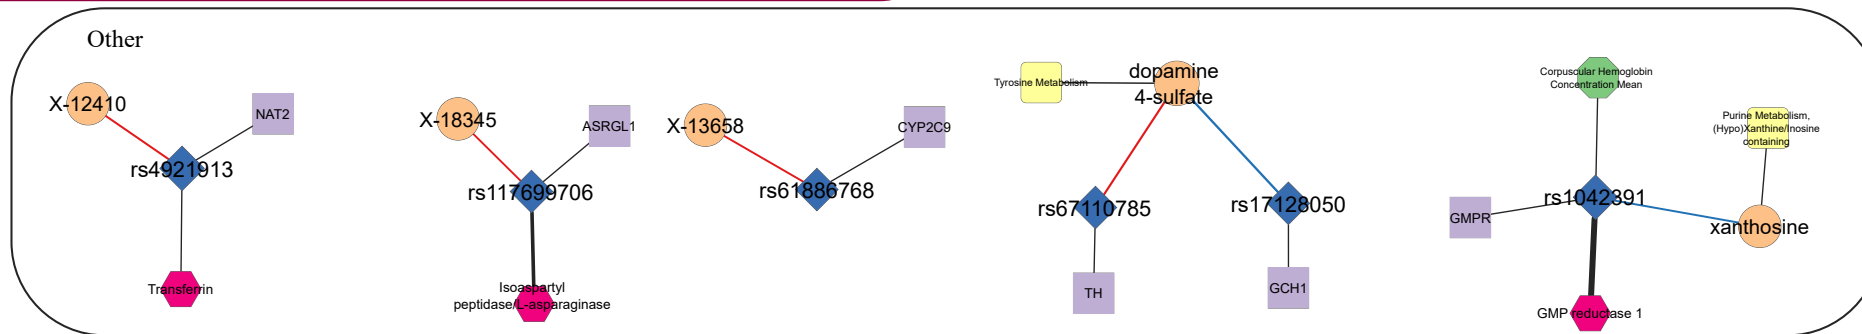 Other
X-12410
NAT2
rs4921913
Transferrin
X-18345
ASRGL1
rs117699706
Isoaspartyl
peptidase/L-asparaginase
X-13658
CYP2C9
rs61886768
Tyrosine Metabolism
dopamine
4-sulfate
rs67110785
rs17128050
TH
GCH1
Corpuscular Hemoglobin
Concentration Mean
Purine Metabolism,
(Hypo)Xanthine/Inosine
containing
rs1042391
GMPR
xanthosine
GMP reductase 1